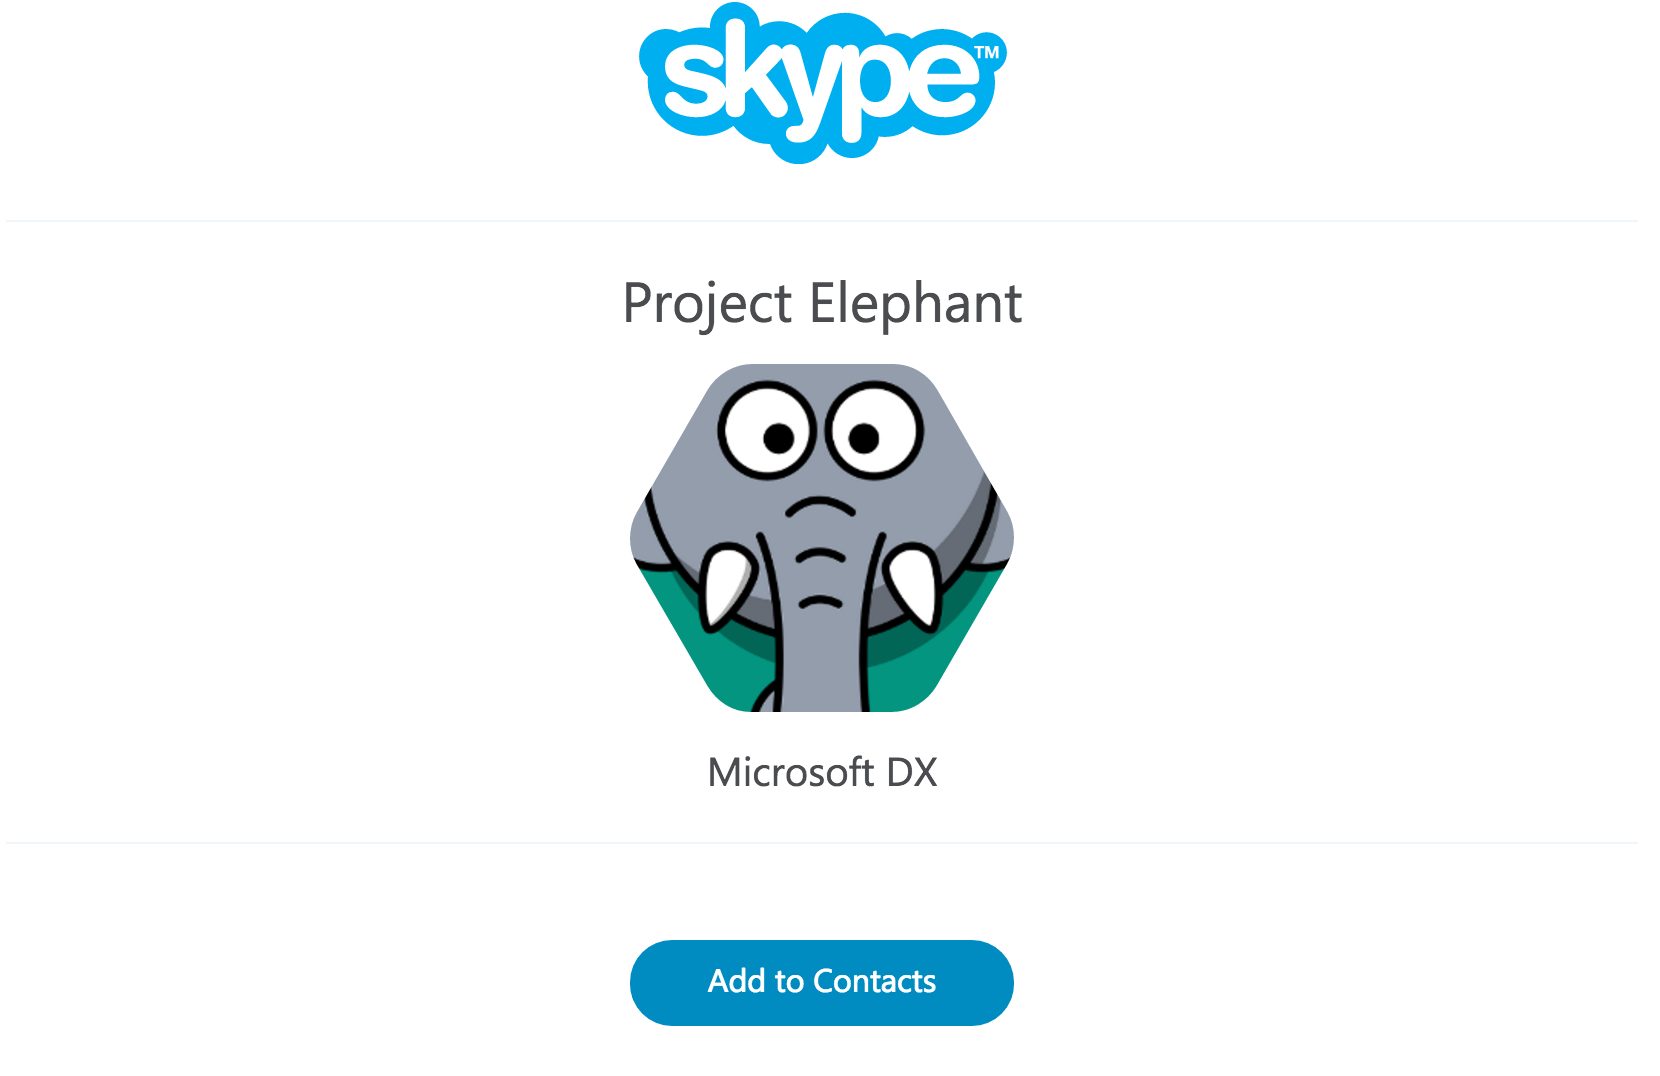 skype™
Project Elephant
Microsoft DX
Add to Contacts